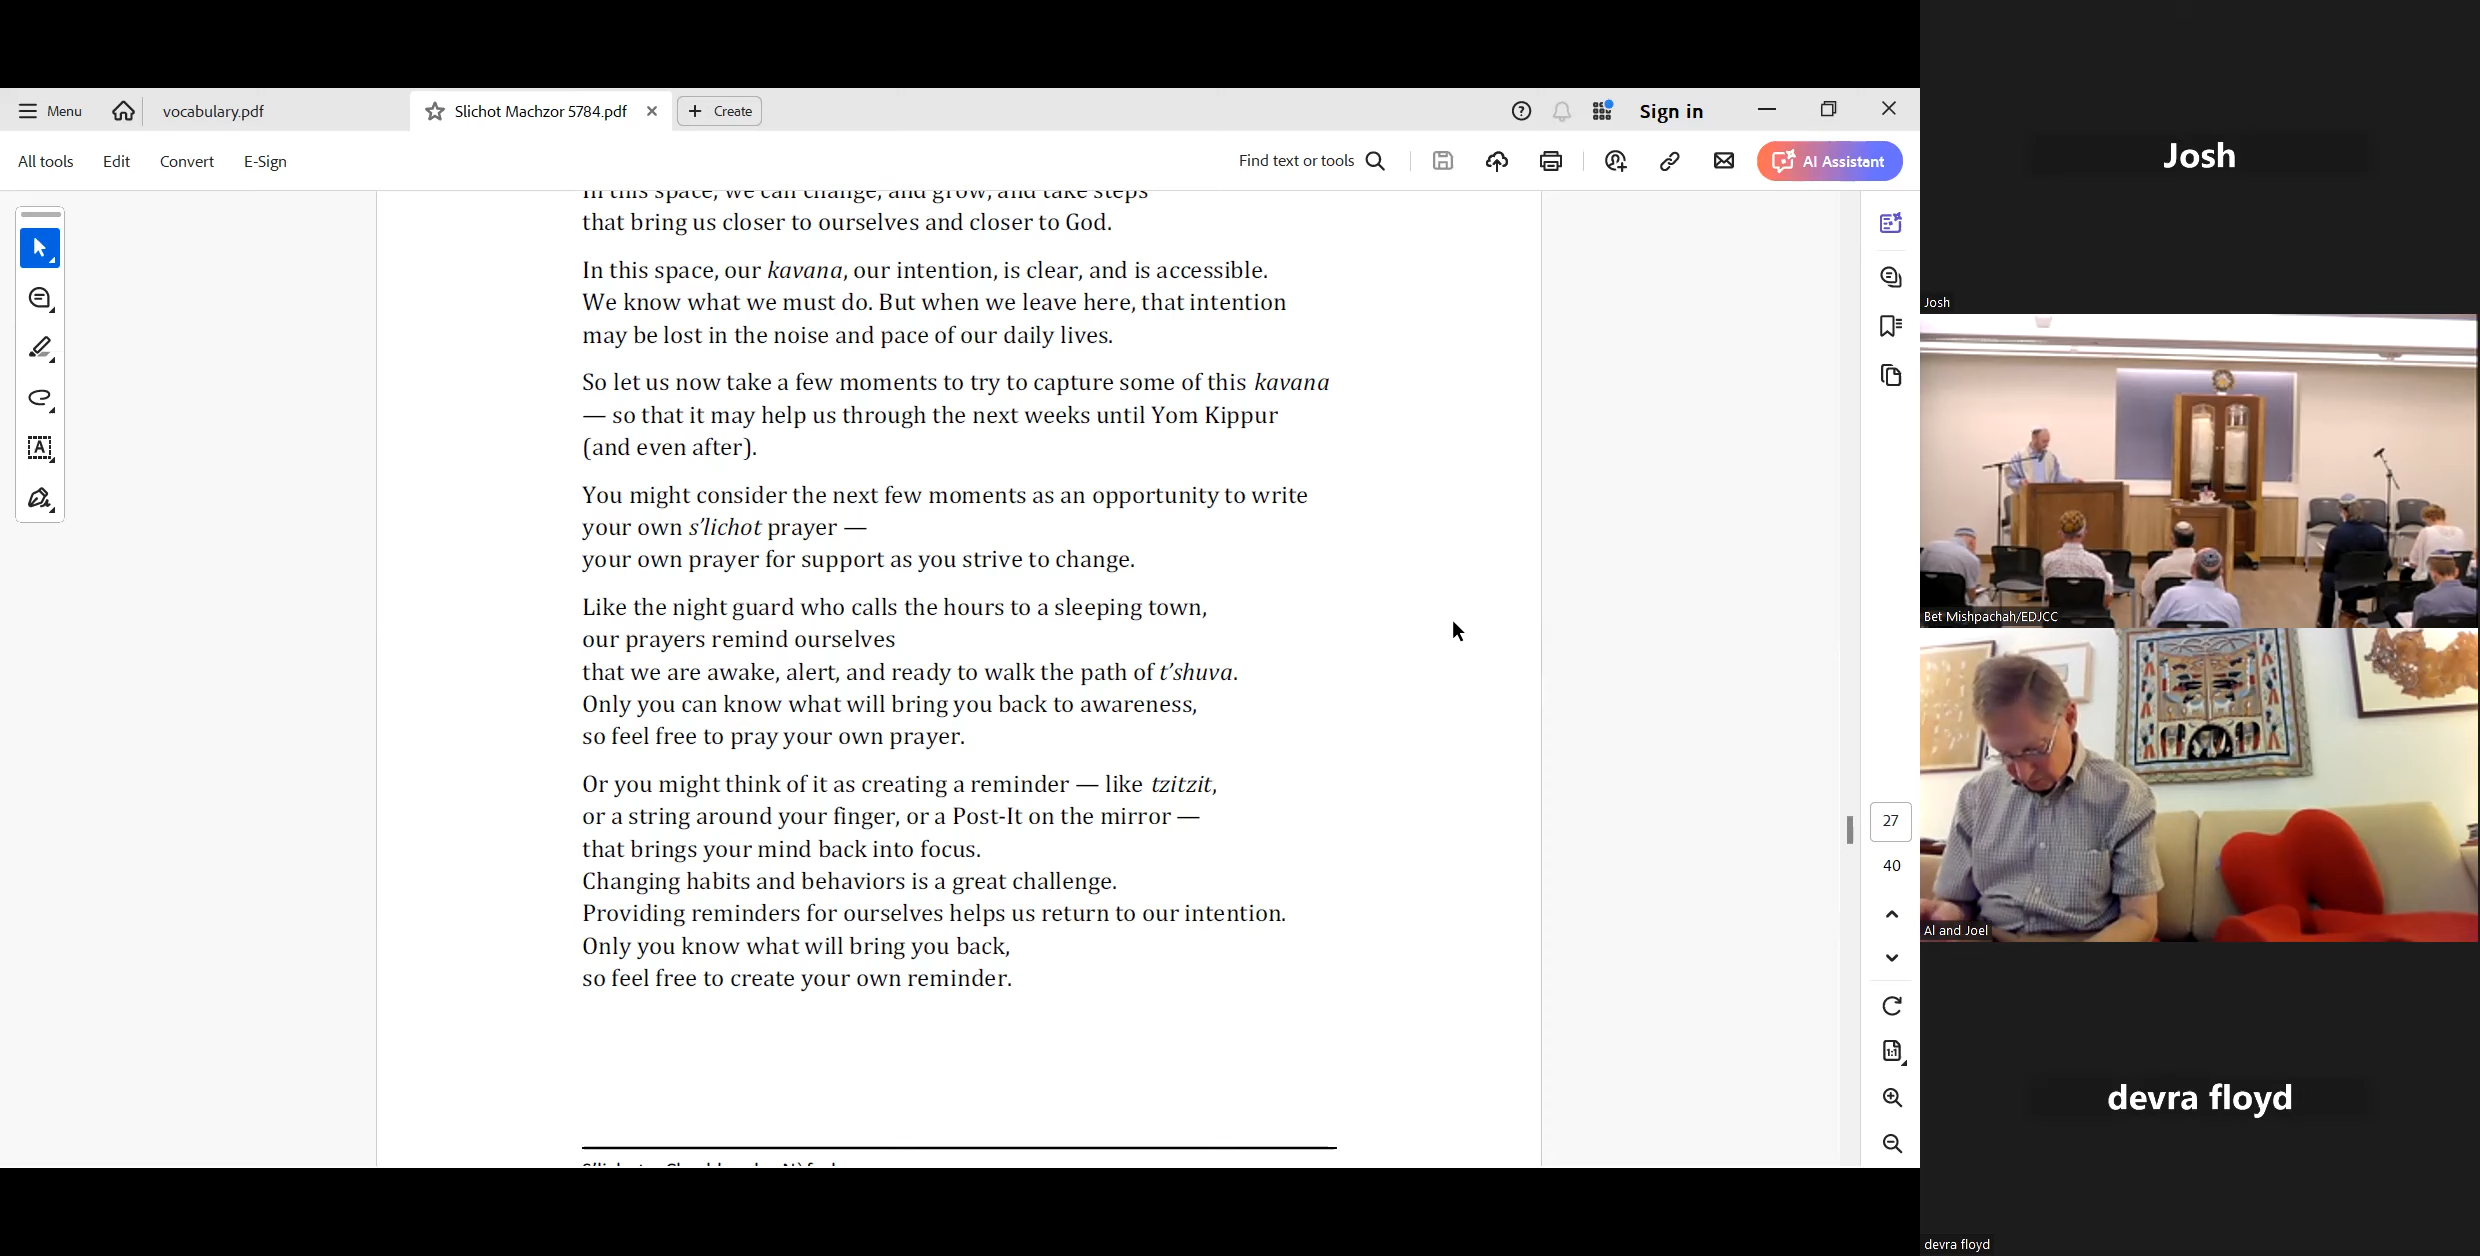 Menu
vocabulary.pdf
Slichot Machzor 5784.pdf
Create
Sign in
All tools
Edit
Convert
E-Sign
Find text or tools
AI Assistant
In this space, we can change, and grow, and take steps
that bring us closer to ourselves and closer to God.
In this space, our kavana, our intention, is clear, and is accessible.
We know what we must do. But when we leave here, that intention
may be lost in the noise and pace of our daily lives.
So let us now take a few moments to try to capture some of this kavana
— so that it may help us through the next weeks until Yom Kippur
(and even after).
You might consider the next few moments as an opportunity to write
your own s’lichot prayer —
your own prayer for support as you strive to change.
Like the night guard who calls the hours to a sleeping town,
our prayers remind ourselves
that we are awake, alert, and ready to walk the path of t’shuva.
Only you can know what will bring you back to awareness,
so feel free to pray your own prayer.
Or you might think of it as creating a reminder — like tzitzit,
or a string around your finger, or a Post-It on the mirror —
that brings your mind back into focus.
Changing habits and behaviors is a great challenge.
Providing reminders for ourselves helps us return to our intention.
Only you know what will bring you back,
so feel free to create your own reminder.
27
40
Josh
Josh
Bet Mishpachah/EDJCC
Al and Joel
devra floyd
devra floyd